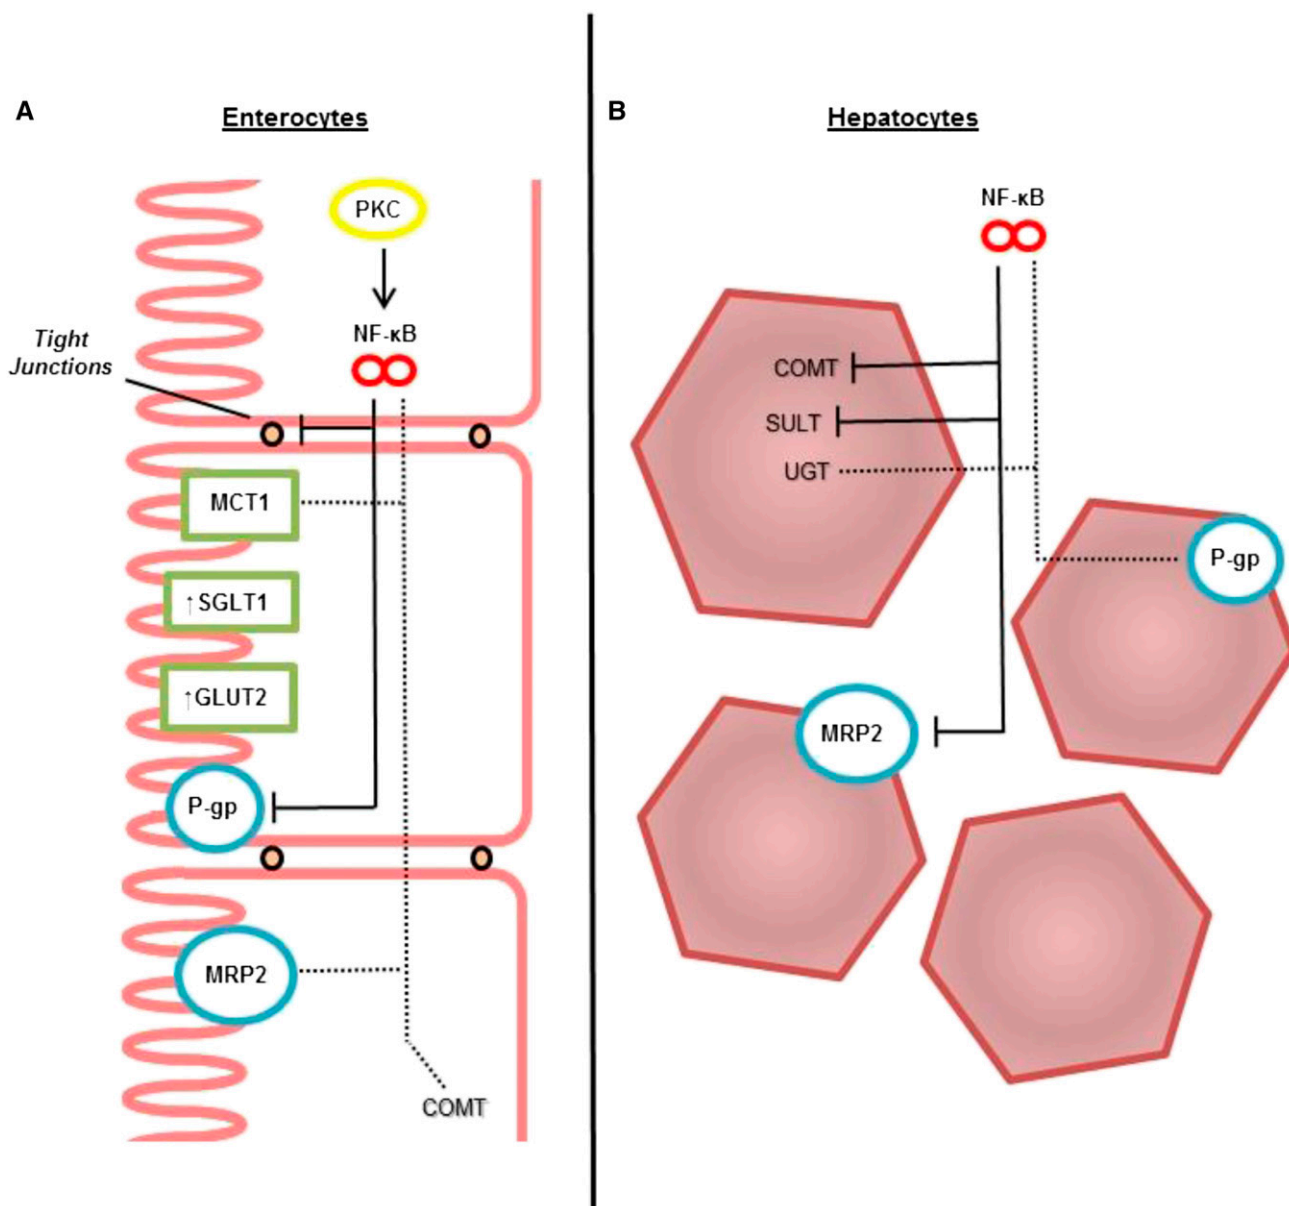 A
Enterocytes
PKC
NF-κB
Tight
Junctions
MCT1
↑SGLT1
↑GLUT2
P-gp
MRP2
COMT
B
Hepatocytes
NF-κB
COMT
SULT
UGT
P-gp
MRP2